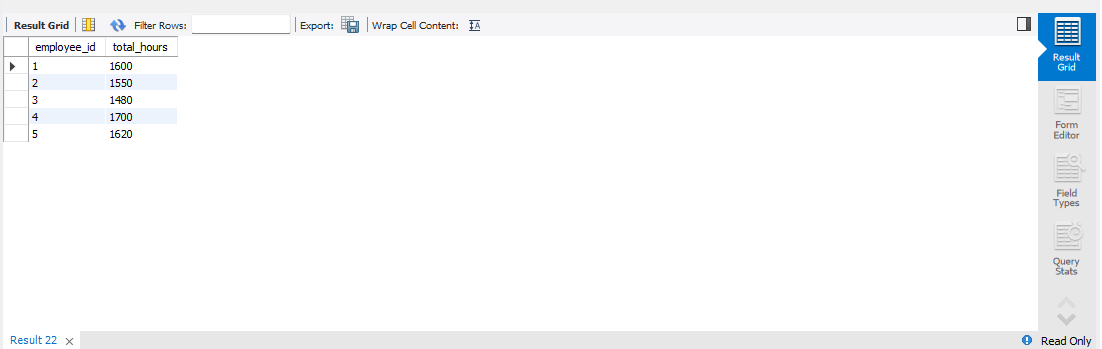 Result Grid Filter Rows: Export: Wrap Cell Content:
employee_id total_hours
1 1600
2 1550
3 1480
4 1700
5 1620
Result
Grid
Form
Editor
Field
Types
Query
Stats
Result 22 Read Only